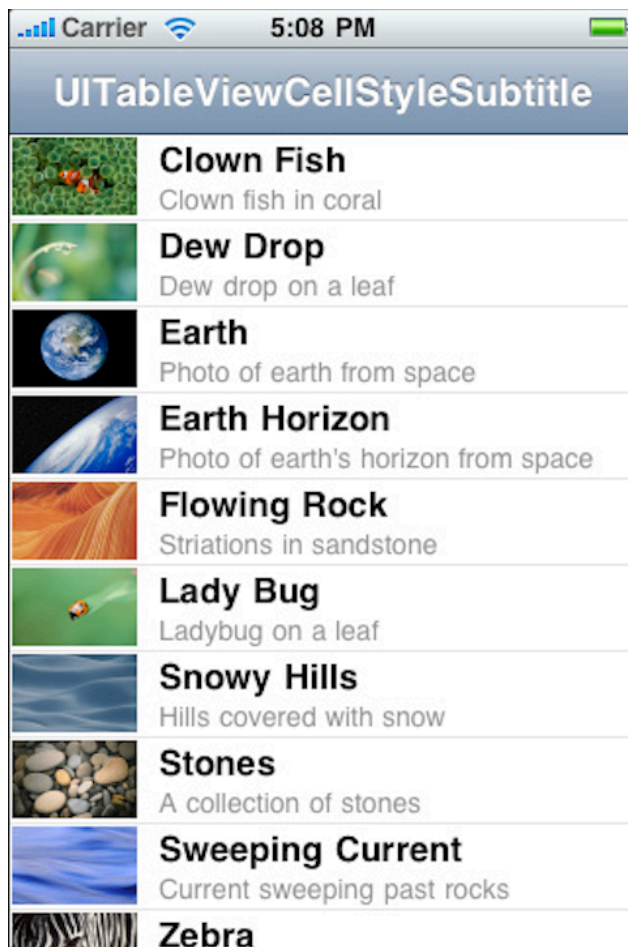 Carrier 5:08 PM
UITableViewCellStyleSubtitle
Clown Fish
Clown fish in coral
Dew Drop
Dew drop on a leaf
Earth
Photo of earth from space
Earth Horizon
Photo of earth's horizon from space
Flowing Rock
Striations in sandstone
Lady Bug
Ladybug on a leaf
Snowy Hills
Hills covered with snow
Stones
A collection of stones
Sweeping Current
Current sweeping past rocks
Zebra